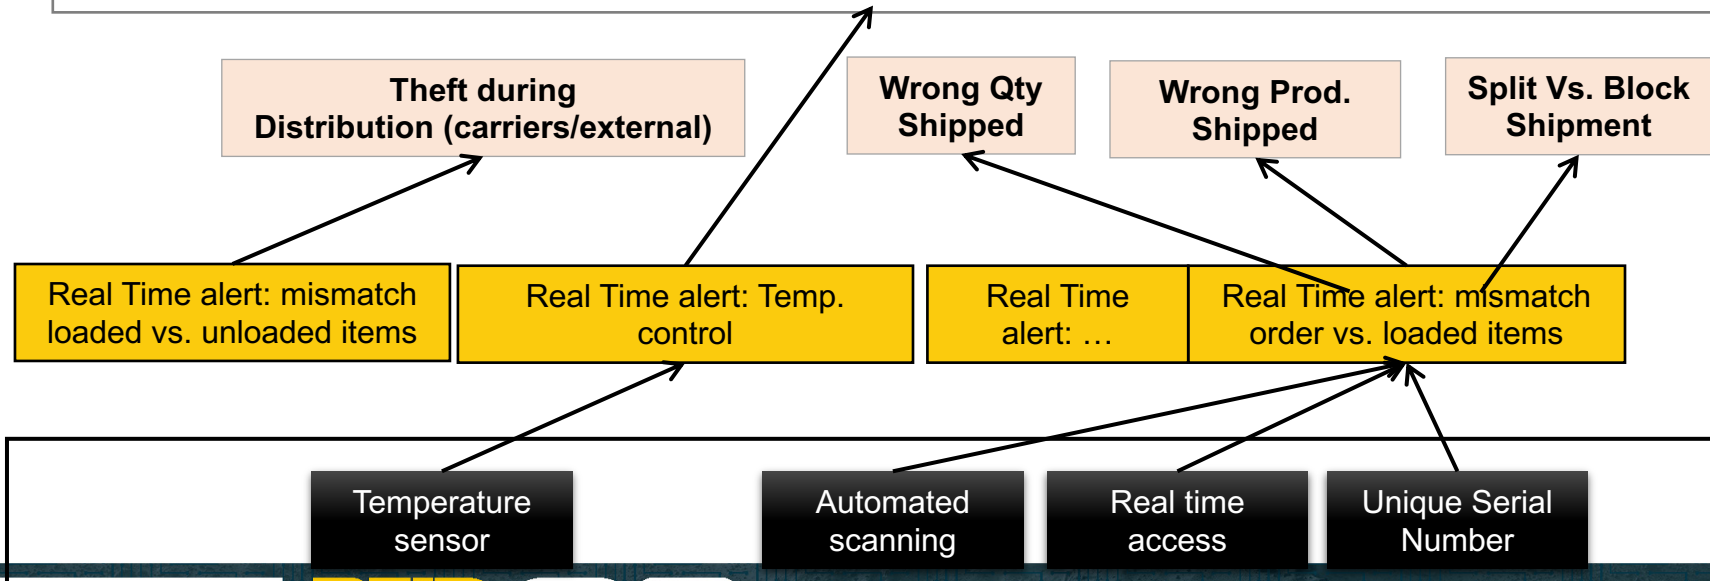 Theft during
Distribution (carriers/external)
Wrong Qty
Shipped
Wrong Prod.
Shipped
Split Vs. Block
Shipment
Real Time alert: mismatch
loaded vs. unloaded items
Real Time alert: Temp.
control
Real Time
alert: …
Real Time alert: mismatch
order vs. loaded items
Temperature
sensor
Automated
scanning
Real time
access
Unique Serial
Number